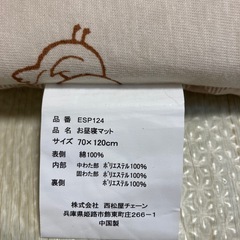 品番 ESP124
品名 お昼寝マット
サイズ 70×120cm
表側 綿100%
内部 中わた部 ポリエステル100%
固わた部 ポリエステル100%
裏側 ポリエステル100%
株式会社 西松屋チェーン
兵庫県姫路市飾東町庄266-1
中国製